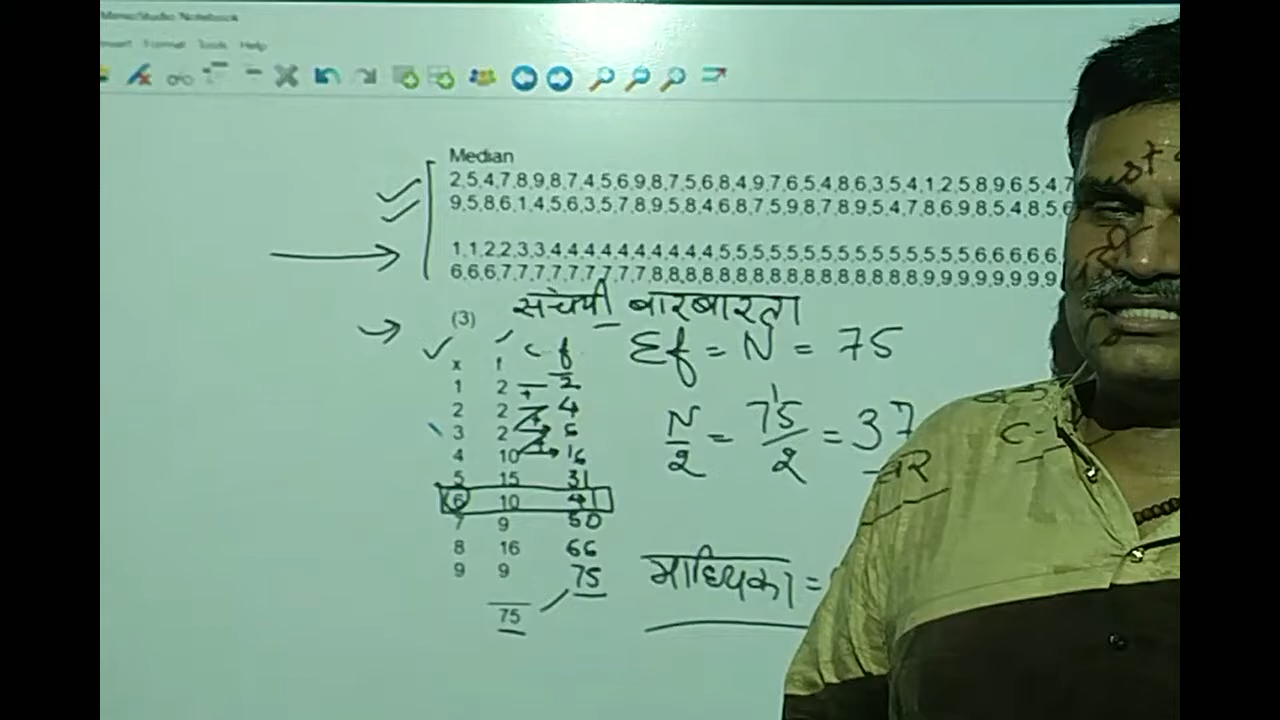 MimioStudio Notebook
Insert Format Tools Help
Median
2,5,4,7,8,9,8,7,4,5,6,9,8,7,5,6,8,4,9,7,6,5,4,8,6,3,5,4,1,2,5,8,9,6,5,4,7
9,5,8,6,1,4,5,6,3,5,7,8,9,5,8,4,6,8,7,5,9,8,7,8,9,5,4,7,8,6,9,8,5,4,8,5,6
1,1,2,2,3,3,4,4,4,4,4,4,4,4,4,4,5,5,5,5,5,5,5,5,5,5,5,5,5,5,5,6,6,6,6,6
6,6,6,7,7,7,7,7,7,7,7,7,8,8,8,8,8,8,8,8,8,8,8,8,8,8,8,8,9,9,9,9,9,9,9,9
संचयी बारबारता
(3)
x f c f
1 2 2
2 2 4
3 2 6
4 10 16
5 15 31
6 10 41
7 9 50
8 16 66
9 9 75
75
Σf = N = 75
N/2 = 75/2 = 37
माध्यिका =